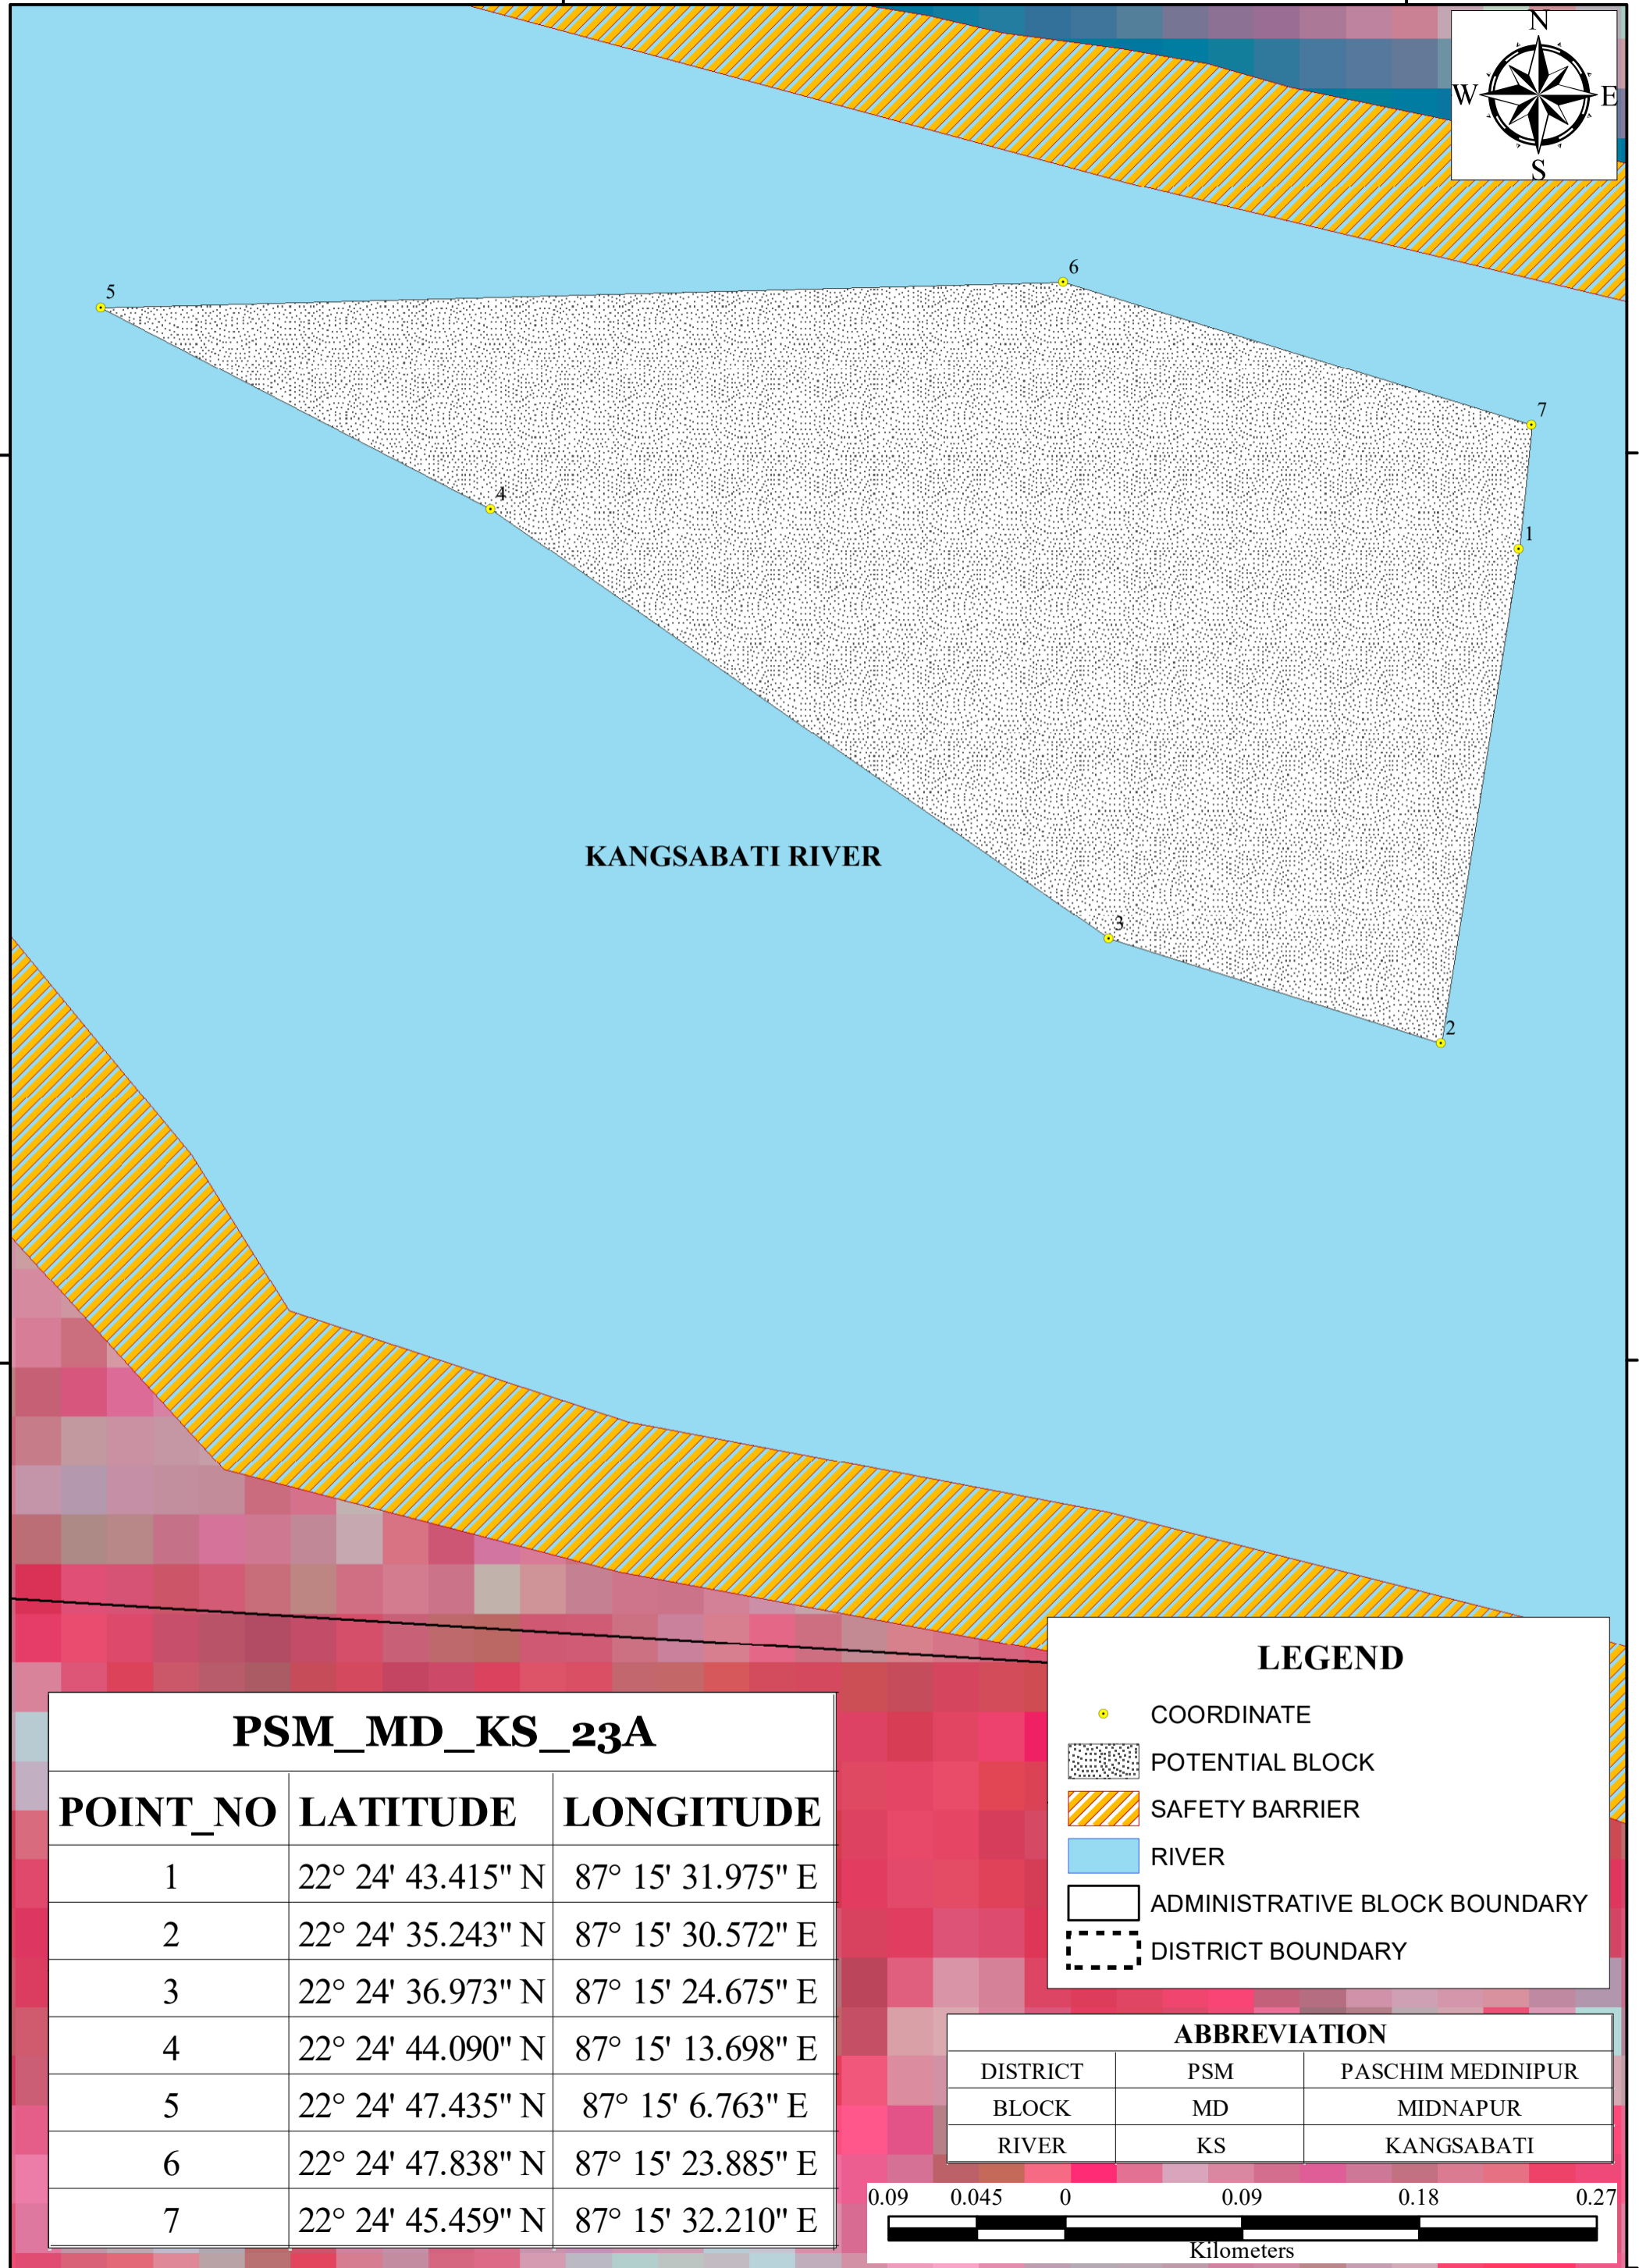 N
W E
S
5
6
7
4
1
KANGSABATI RIVER
3
2
LEGEND
COORDINATE
POTENTIAL BLOCK
SAFETY BARRIER
RIVER
ADMINISTRATIVE BLOCK BOUNDARY
DISTRICT BOUNDARY
PSM_MD_KS_23A
POINT_NO LATITUDE LONGITUDE
1 22° 24' 43.415" N 87° 15' 31.975" E
2 22° 24' 35.243" N 87° 15' 30.572" E
3 22° 24' 36.973" N 87° 15' 24.675" E
4 22° 24' 44.090" N 87° 15' 13.698" E
5 22° 24' 47.435" N 87° 15' 6.763" E
6 22° 24' 47.838" N 87° 15' 23.885" E
7 22° 24' 45.459" N 87° 15' 32.210" E
ABBREVIATION
DISTRICT PSM PASCHIM MEDINIPUR
BLOCK MD MIDNAPUR
RIVER KS KANGSABATI
0.09 0.045 0 0.09 0.18 0.27
Kilometers